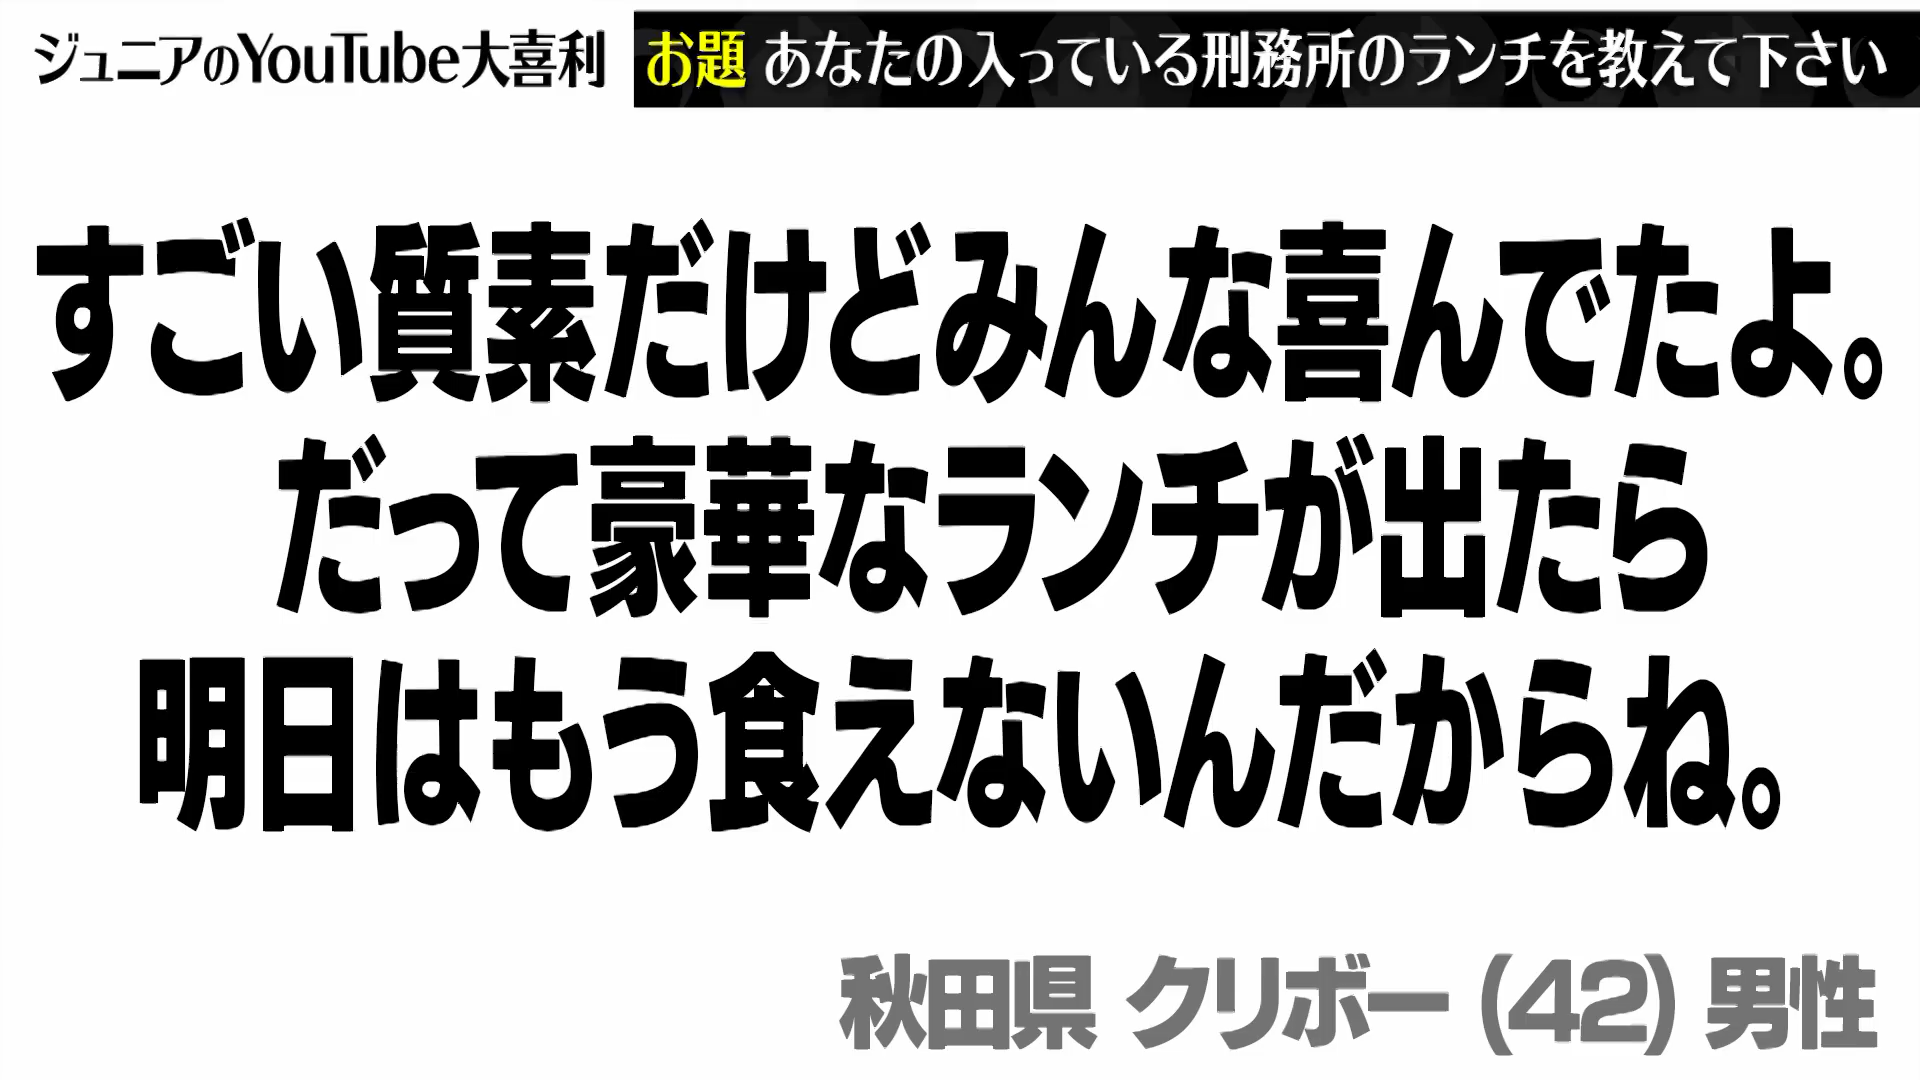 ジュニアのYouTube大喜利 お題 あなたの入っている刑務所のランチを教えて下さい
すごい質素だけどみんな喜んでたよ。
だって豪華なランチが出たら
明日はもう食えないんだからね。
秋田県 クリボー (42) 男性